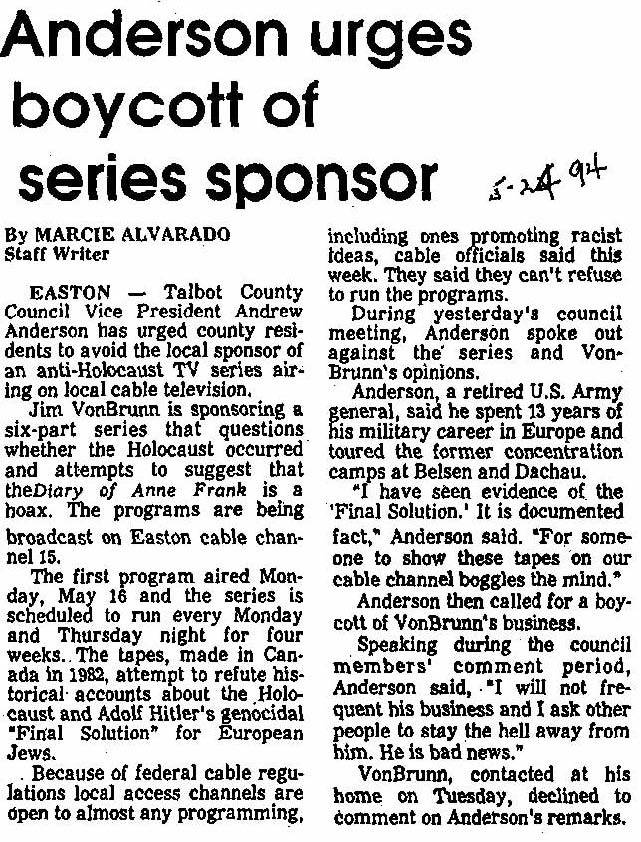 Anderson urges
boycott of
series sponsor
5-24 94
By MARCIE ALVARADO
Staff Writer
EASTON — Talbot County
Council Vice President Andrew
Anderson has urged county resi-
dents to avoid the local sponsor of
an anti-Holocaust TV series air-
ing on local cable television.
Jim VonBrunn is sponsoring a
six-part series that questions
whether the Holocaust occurred
and attempts to suggest that
theDiary of Anne Frank is a
hoax. The programs are being
broadcast on Easton cable chan-
nel 15.
The first program aired Mon-
day, May 16 and the series is
scheduled to run every Monday
and Thursday night for four
weeks. The tapes, made in Can-
ada in 1982, attempt to refute his-
torical accounts about the Holo-
caust and Adolf Hitler's genocidal
"Final Solution" for European
Jews.
Because of federal cable regu-
lations local access channels are
open to almost any programming,
including ones promoting racist
ideas, cable officials said this
week. They said they can't refuse
to run the programs.
During yesterday's council
meeting, Anderson spoke out
against the series and Von-
Brunn's opinions.
Anderson, a retired U.S. Army
general, said he spent 13 years of
his military career in Europe and
toured the former concentration
camps at Belsen and Dachau.
"I have seen evidence of the
'Final Solution.' It is documented
fact," Anderson said. "For some-
one to show these tapes on our
cable channel boggles the mind."
Anderson then called for a boy-
cott of VonBrunn's business.
Speaking during the council
members' comment period,
Anderson said, "I will not fre-
quent his business and I ask other
people to stay the hell away from
him. He is bad news."
VonBrunn, contacted at his
home on Tuesday, declined to
comment on Anderson's remarks.